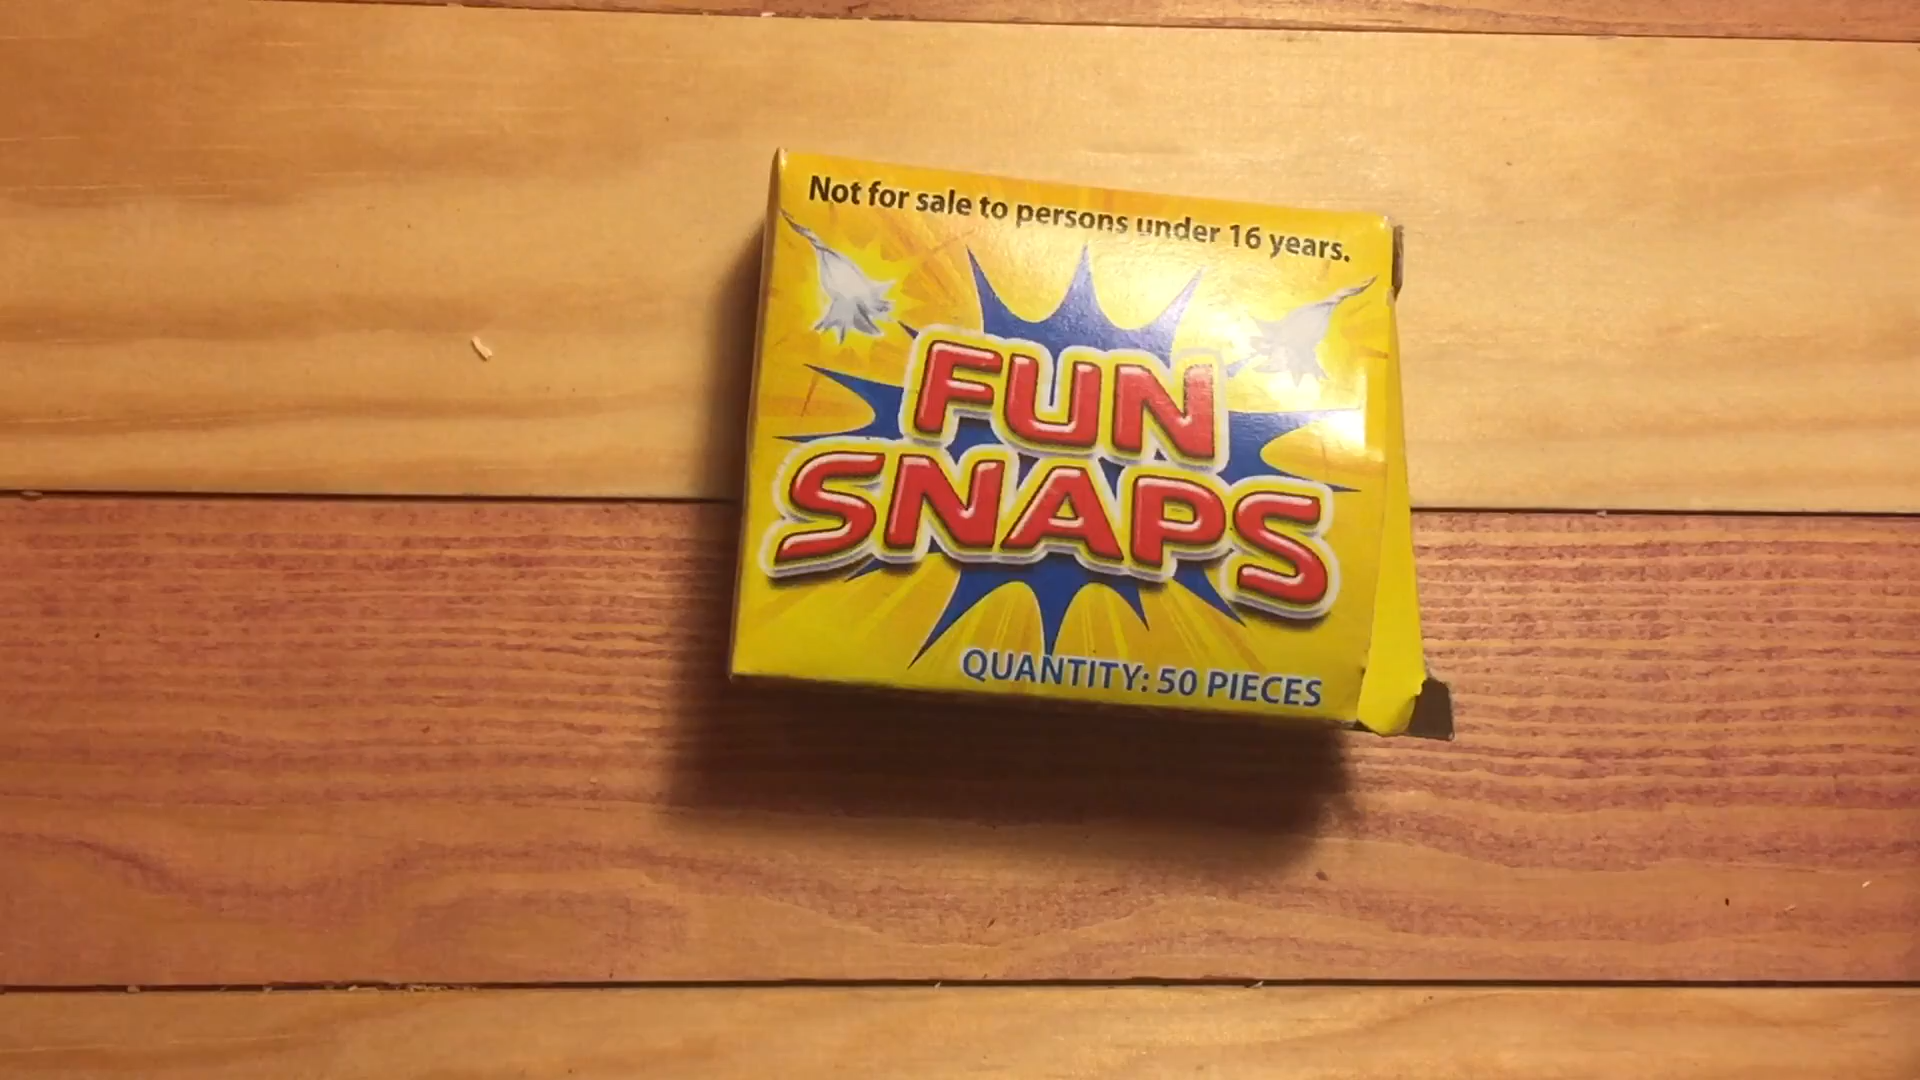 Not for sale to persons under 16 years.
FUN
SNAPS
QUANTITY: 50 PIECES